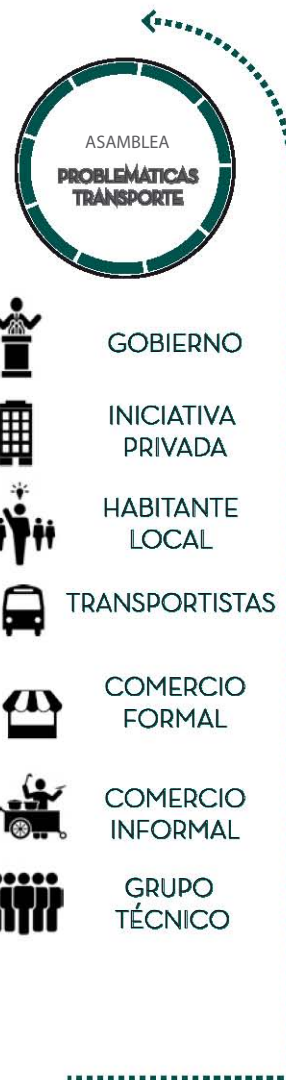 ASAMBLEA
PROBLEMÁTICAS
TRANSPORTE
GOBIERNO
INICIATIVA
PRIVADA
HABITANTE
LOCAL
TRANSPORTISTAS
COMERCIO
FORMAL
COMERCIO
INFORMAL
GRUPO
TÉCNICO